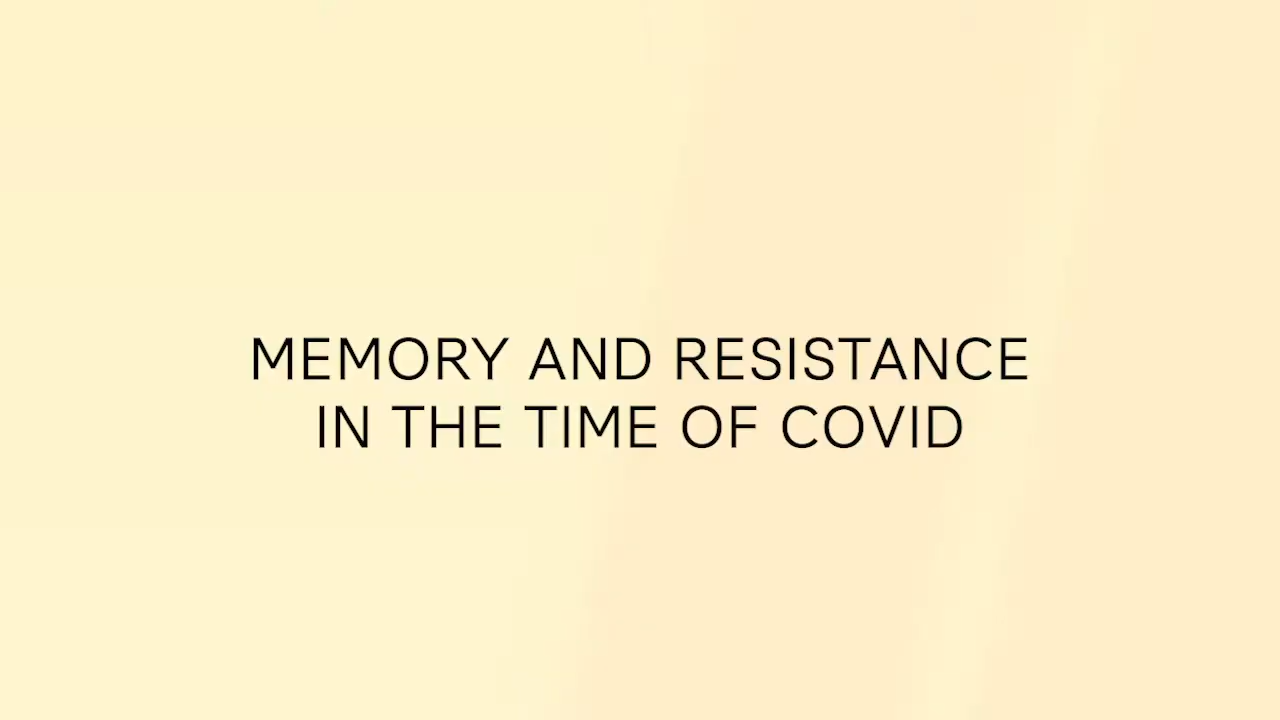 MEMORY AND RESISTANCE
IN THE TIME OF COVID